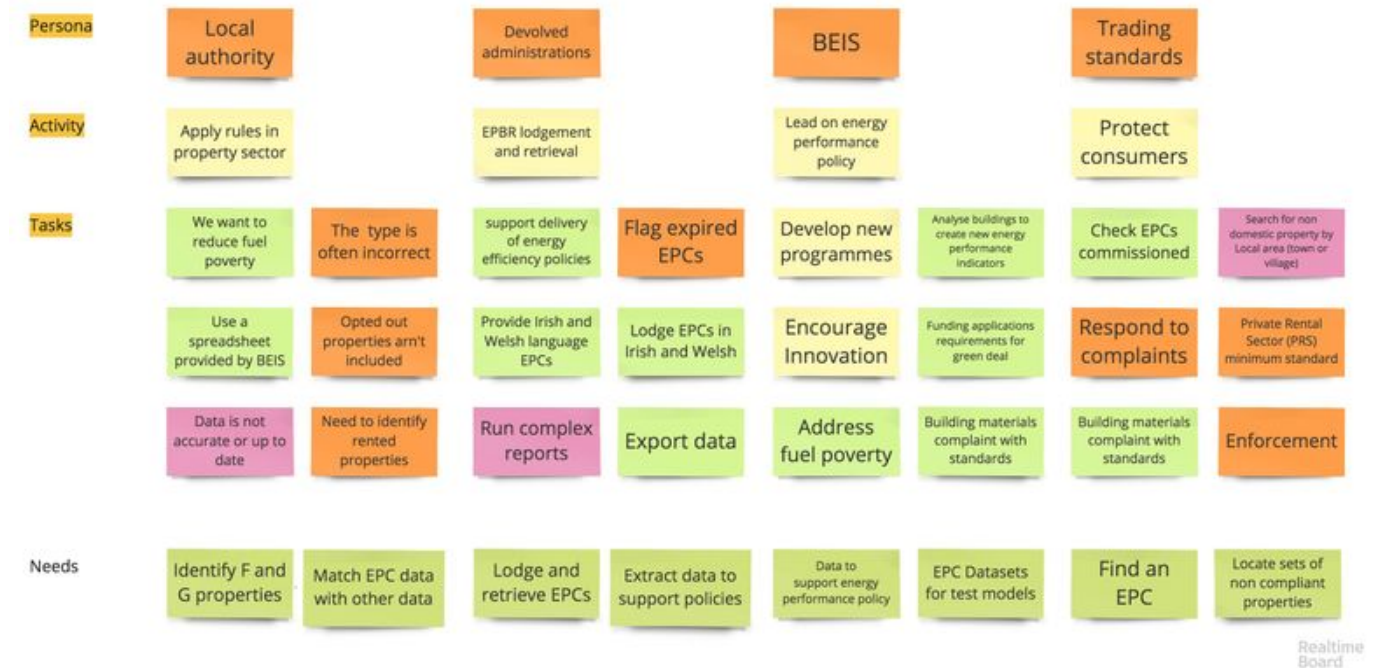 Persona
Local
authority
Devolved
administrations
BEIS
Trading
standards
Activity
Apply rules in
property sector
EPBR lodgement
and retrieval
Lead on energy
performance
policy
Protect
consumers
Tasks
We want to
reduce fuel
poverty
The type is
often incorrect
support delivery
of energy
efficiency policies
Flag expired
EPCs
Develop new
programmes
Analyse buildings to
create new energy
performance
indicators
Check EPCs
commissioned
Search for non
domestic property by
Local area (town or
village)
Use a
spreadsheet
provided by BEIS
Opted out
properties arn't
included
Provide Irish and
Welsh language
EPCs
Lodge EPCs in
Irish and Welsh
Encourage
Innovation
Funding applications
requirements for
green deal
Respond to
complaints
Private Rental
Sector (PRS)
minimum standard
Data is not
accurate or up to
date
Need to identify
rented
properties
Run complex
reports
Export data
Address
fuel poverty
Building materials
complaint with
standards
Building materials
complaint with
standards
Enforcement
Needs
Identify F and
G properties
Match EPC data
with other data
Lodge and
retrieve EPCs
Extract data to
support policies
Data to
support energy
performance policy
EPC Datasets
for test models
Find an
EPC
Locate sets of
non compliant
properties
Realtime
Board